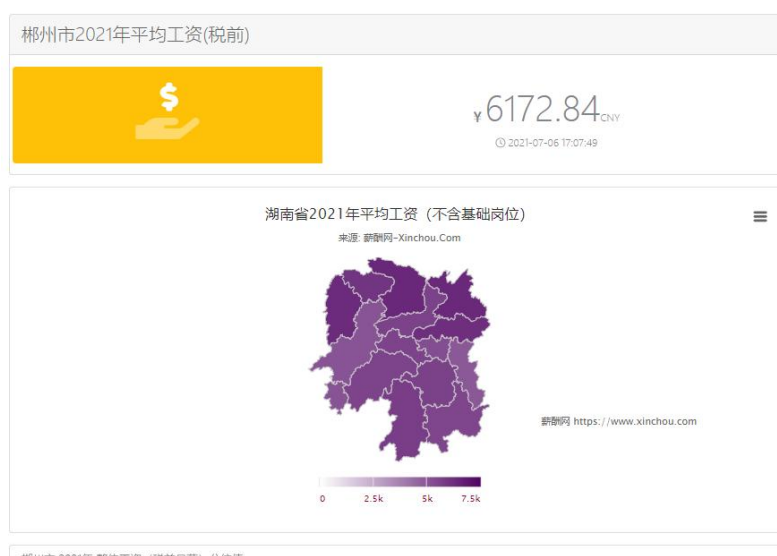 郴州市2021年平均工资(税前)
$
¥6172.84CNY
2021-07-06 17:07:49
湖南省2021年平均工资（不含基础岗位）
来源: 薪酬网-Xinchou.Com
薪酬网 https://www.xinchou.com
0 2.5k 5k 7.5k